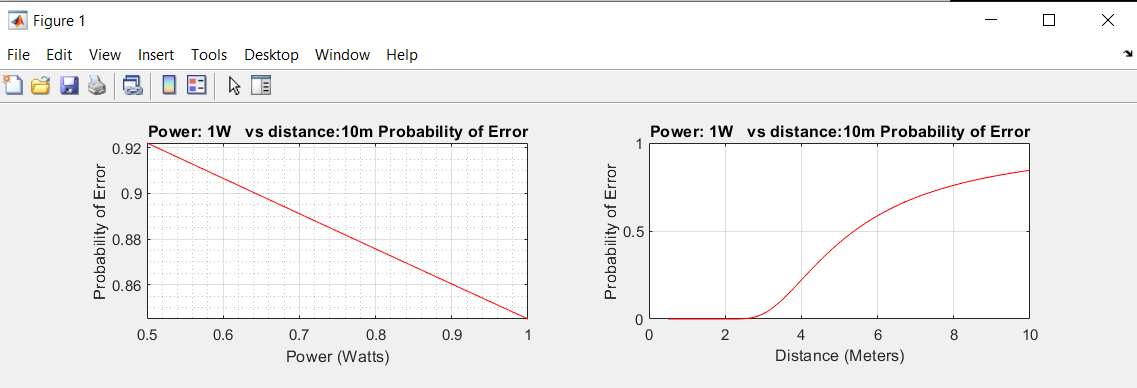 Figure 1
File Edit View Insert Tools Desktop Window Help
Power: 1W   vs distance:10m Probability of Error
0.92
0.9
0.88
0.86
Probability of Error
0.5 0.6 0.7 0.8 0.9 1
Power (Watts)
Power: 1W   vs distance:10m Probability of Error
1
0.5
0
Probability of Error
0 2 4 6 8 10
Distance (Meters)